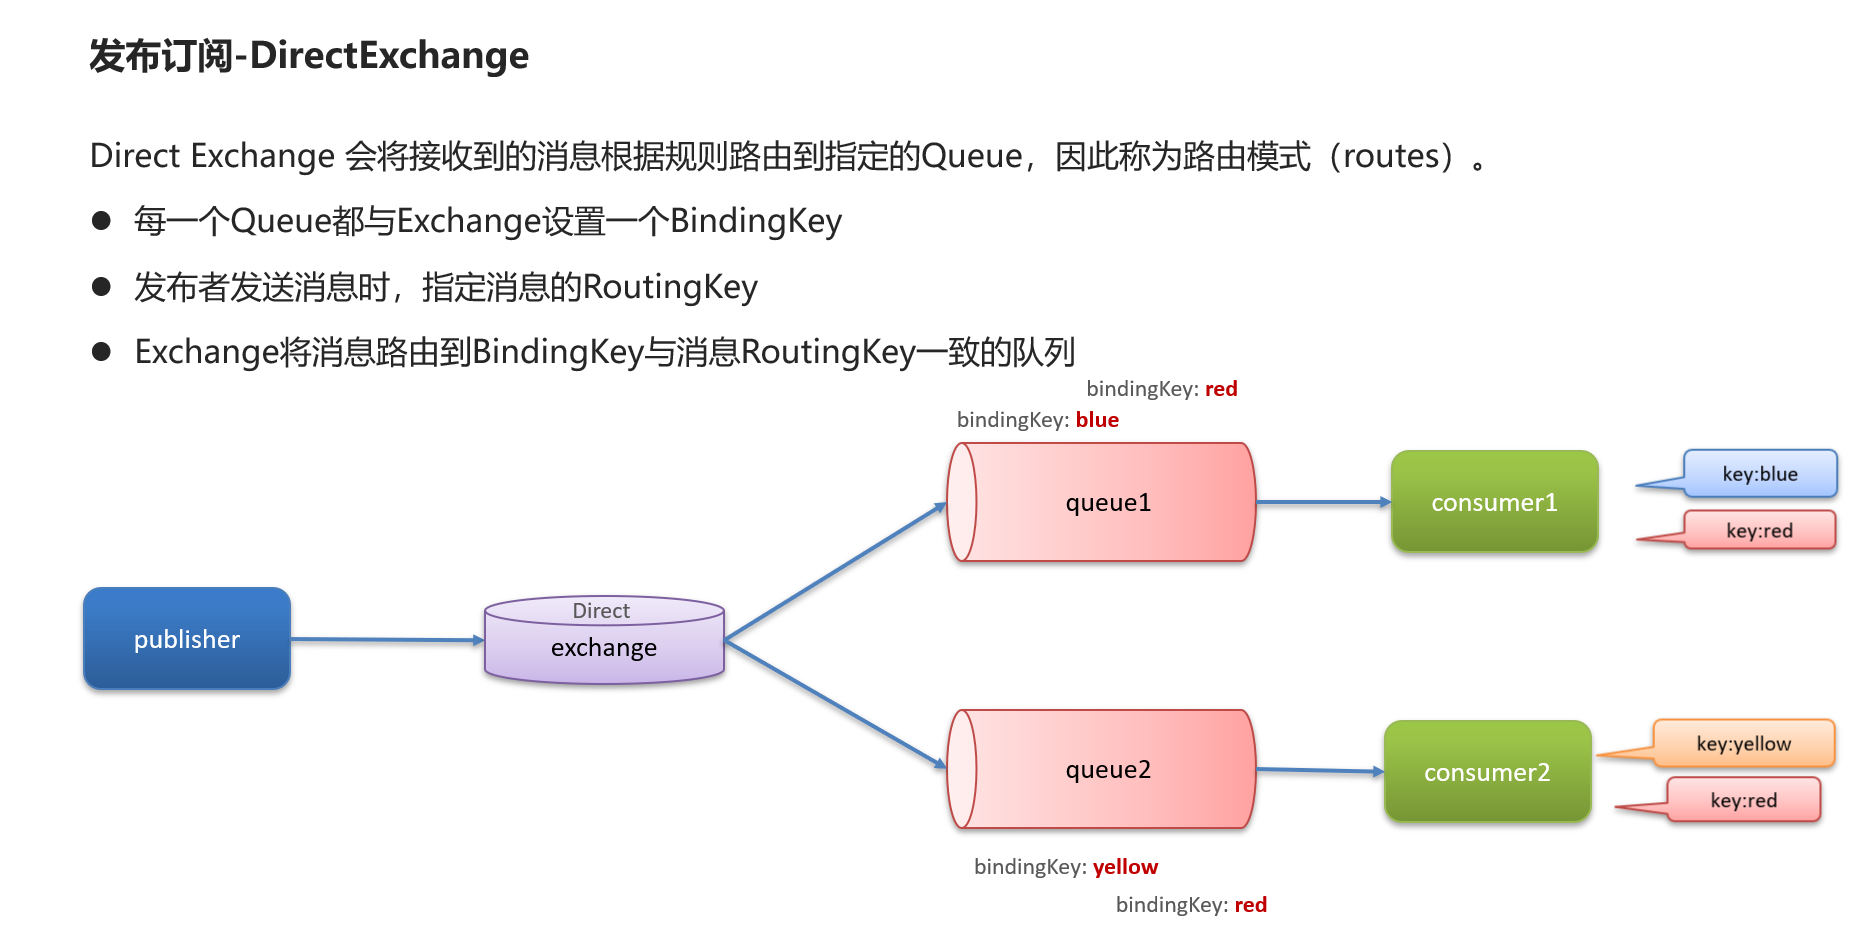 发布订阅-DirectExchange
Direct Exchange 会将接收到的消息根据规则路由到指定的Queue，因此称为路由模式（routes）。
● 每一个Queue都与Exchange设置一个BindingKey
● 发布者发送消息时，指定消息的RoutingKey
● Exchange将消息路由到BindingKey与消息RoutingKey一致的队列
bindingKey: red
bindingKey: blue
queue1
consumer1
key:blue
key:red
publisher
Direct
exchange
queue2
consumer2
key:yellow
key:red
bindingKey: yellow
bindingKey: red